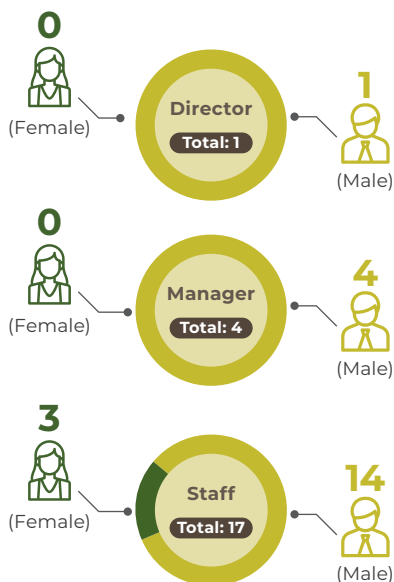 0
(Female)
Director
Total: 1
1
(Male)
0
(Female)
Manager
Total: 4
4
(Male)
3
(Female)
Staff
Total: 17
14
(Male)